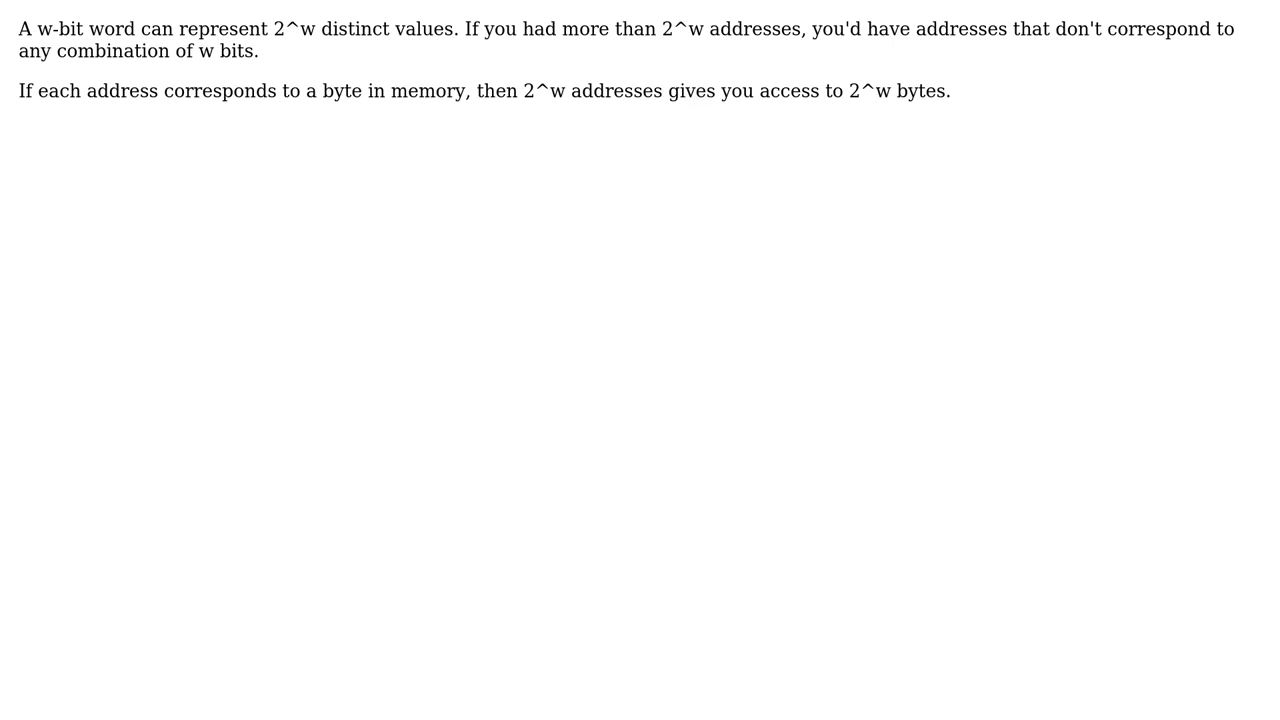 A w-bit word can represent 2^w distinct values. If you had more than 2^w addresses, you'd have addresses that don't correspond to
any combination of w bits.
If each address corresponds to a byte in memory, then 2^w addresses gives you access to 2^w bytes.